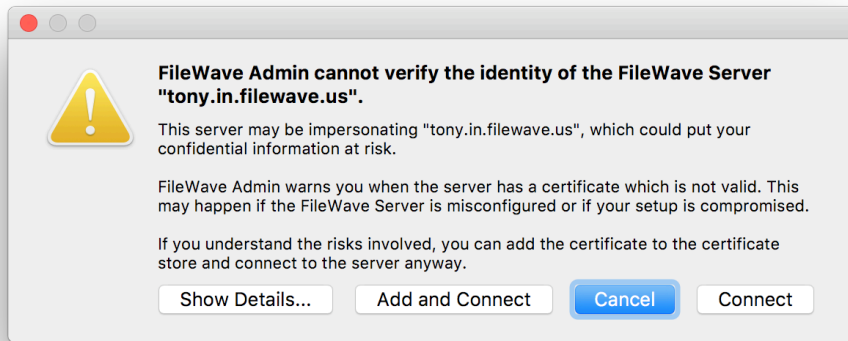 FileWave Admin cannot verify the identity of the FileWave Server
"tony.in.filewave.us".
This server may be impersonating "tony.in.filewave.us", which could put your
confidential information at risk.
FileWave Admin warns you when the server has a certificate which is not valid. This
may happen if the FileWave Server is misconfigured or if your setup is compromised.
If you understand the risks involved, you can add the certificate to the certificate
store and connect to the server anyway.
Show Details... Add and Connect Cancel Connect